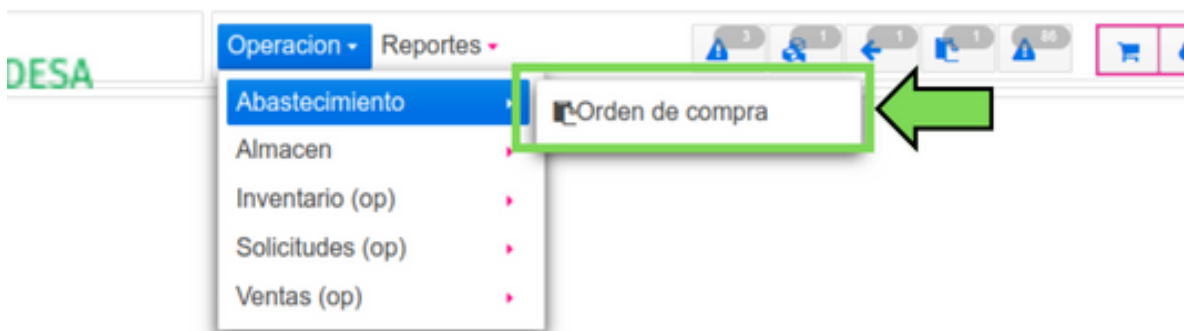 DESA
Operacion Reportes
3 1 1 1 86
Abastecimiento
Orden de compra
Almacen
Inventario (op)
Solicitudes (op)
Ventas (op)